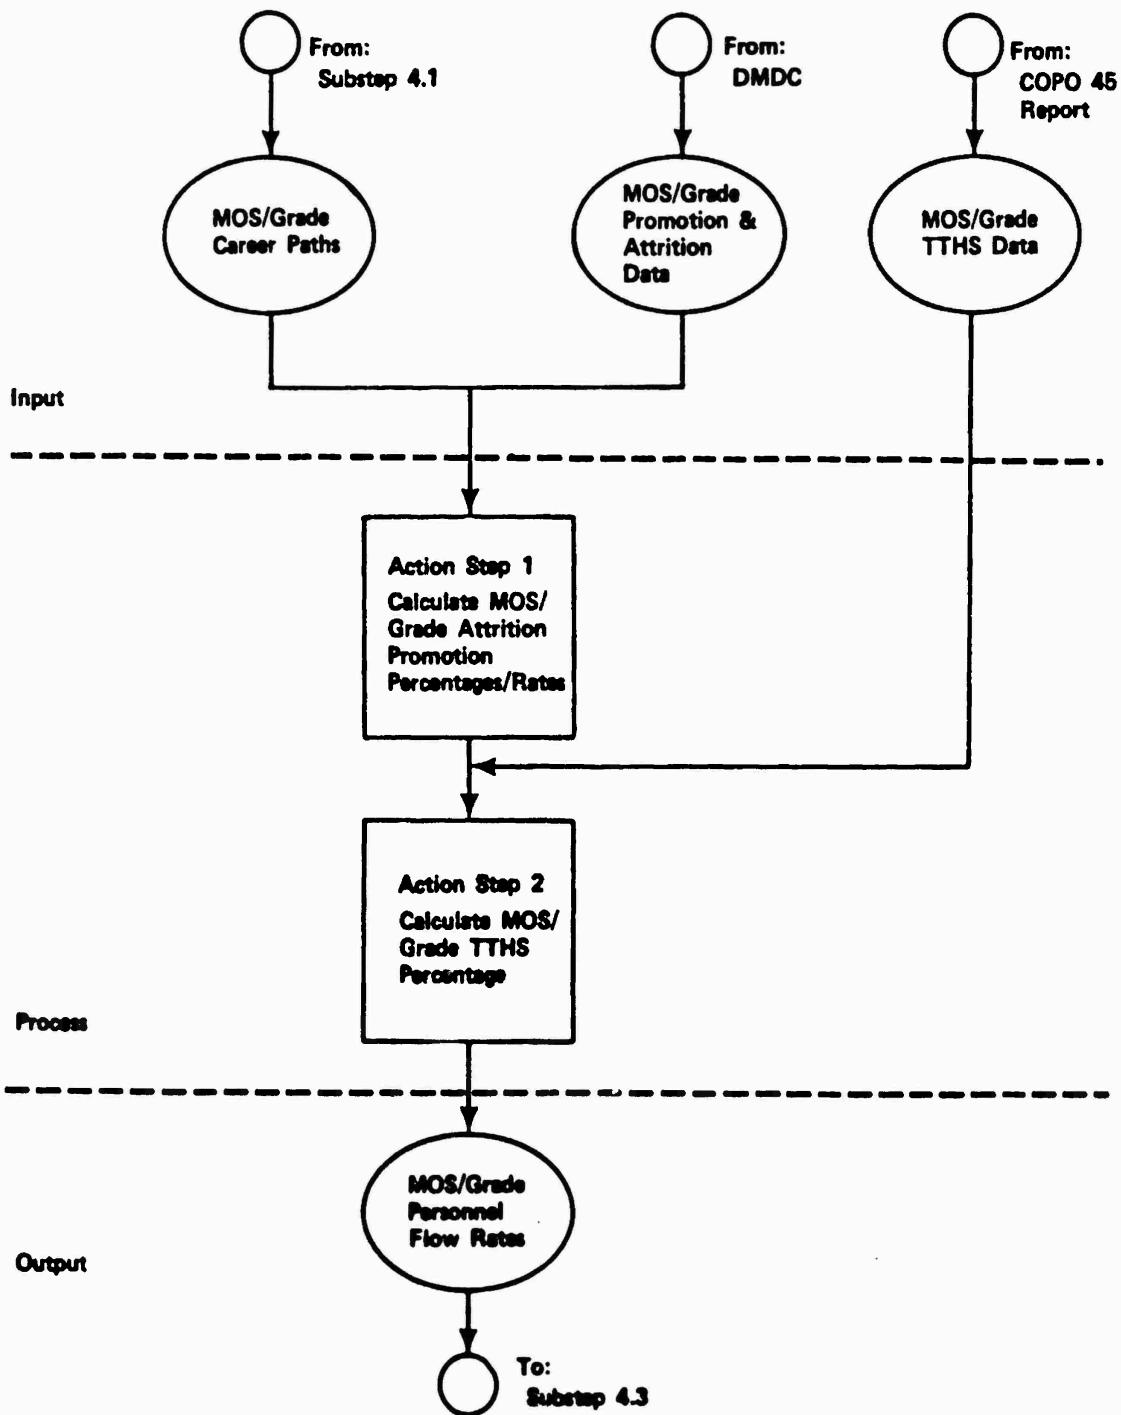 From:
Substep 4.1
From:
DMDC
From:
COPO 45
Report
MOS/Grade
Career Paths
MOS/Grade
Promotion &
Attrition
Data
MOS/Grade
TTHS Data
Input
Action Step 1
Calculate MOS/
Grade Attrition
Promotion
Percentages/Rates
Action Step 2
Calculate MOS/
Grade TTHS
Percentage
Process
MOS/Grade
Personnel
Flow Rates
Output
To:
Substep 4.3